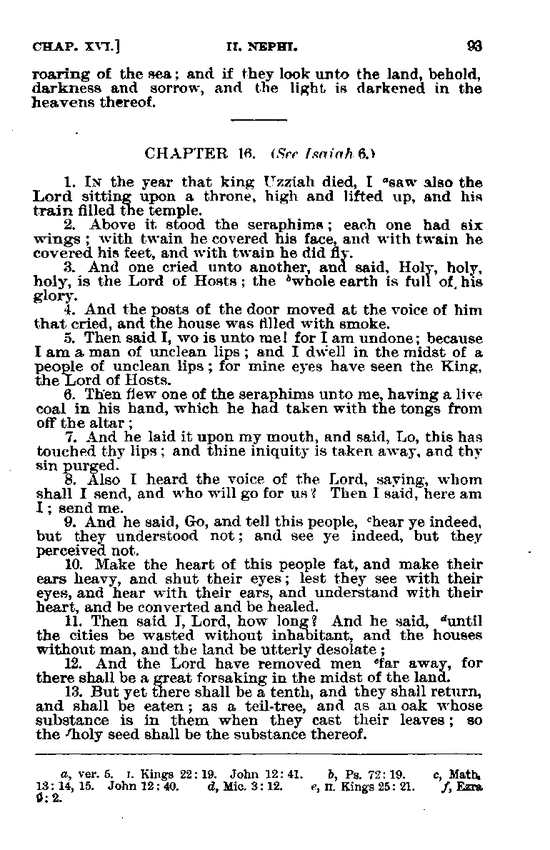 CHAP. XVI.] II. NEPHI. 93
roaring of the sea; and if they look unto the land, behold,
darkness and sorrow, and the light is darkened in the
heavens thereof.
CHAPTER 16. (See Isaiah 6.)
1. IN the year that king Uzziah died, I ᵃsaw also the
Lord sitting upon a throne, high and lifted up, and his
train filled the temple.
2. Above it stood the seraphims; each one had six
wings; with twain he covered his face, and with twain he
covered his feet, and with twain he did fly.
3. And one cried unto another, and said, Holy, holy,
holy, is the Lord of Hosts; the ᵇwhole earth is full of his
glory.
4. And the posts of the door moved at the voice of him
that cried, and the house was filled with smoke.
5. Then said I, wo is unto me! for I am undone; because
I am a man of unclean lips; and I dwell in the midst of a
people of unclean lips; for mine eyes have seen the King,
the Lord of Hosts.
6. Then flew one of the seraphims unto me, having a live
coal in his hand, which he had taken with the tongs from
off the altar;
7. And he laid it upon my mouth, and said, Lo, this has
touched thy lips; and thine iniquity is taken away, and thy
sin purged.
8. Also I heard the voice of the Lord, saying, whom
shall I send, and who will go for us? Then I said, here am
I; send me.
9. And he said, Go, and tell this people, ᶜhear ye indeed,
but they understood not; and see ye indeed, but they
perceived not.
10. Make the heart of this people fat, and make their
ears heavy, and shut their eyes; lest they see with their
eyes, and hear with their ears, and understand with their
heart, and be converted and be healed.
11. Then said I, Lord, how long? And he said, ᵈuntil
the cities be wasted without inhabitant, and the houses
without man, and the land be utterly desolate;
12. And the Lord have removed men ᵉfar away, for
there shall be a great forsaking in the midst of the land.
13. But yet there shall be a tenth, and they shall return,
and shall be eaten; as a teil-tree, and as an oak whose
substance is in them when they cast their leaves; so
the ᶠholy seed shall be the substance thereof.
a, ver. 5. I. Kings 22:19. John 12:41. b, Ps. 72:19. c, Math.
13:14, 15. John 12:40. d, Mic. 3:12. e, II. Kings 25:21. f, Ezra
9:2.